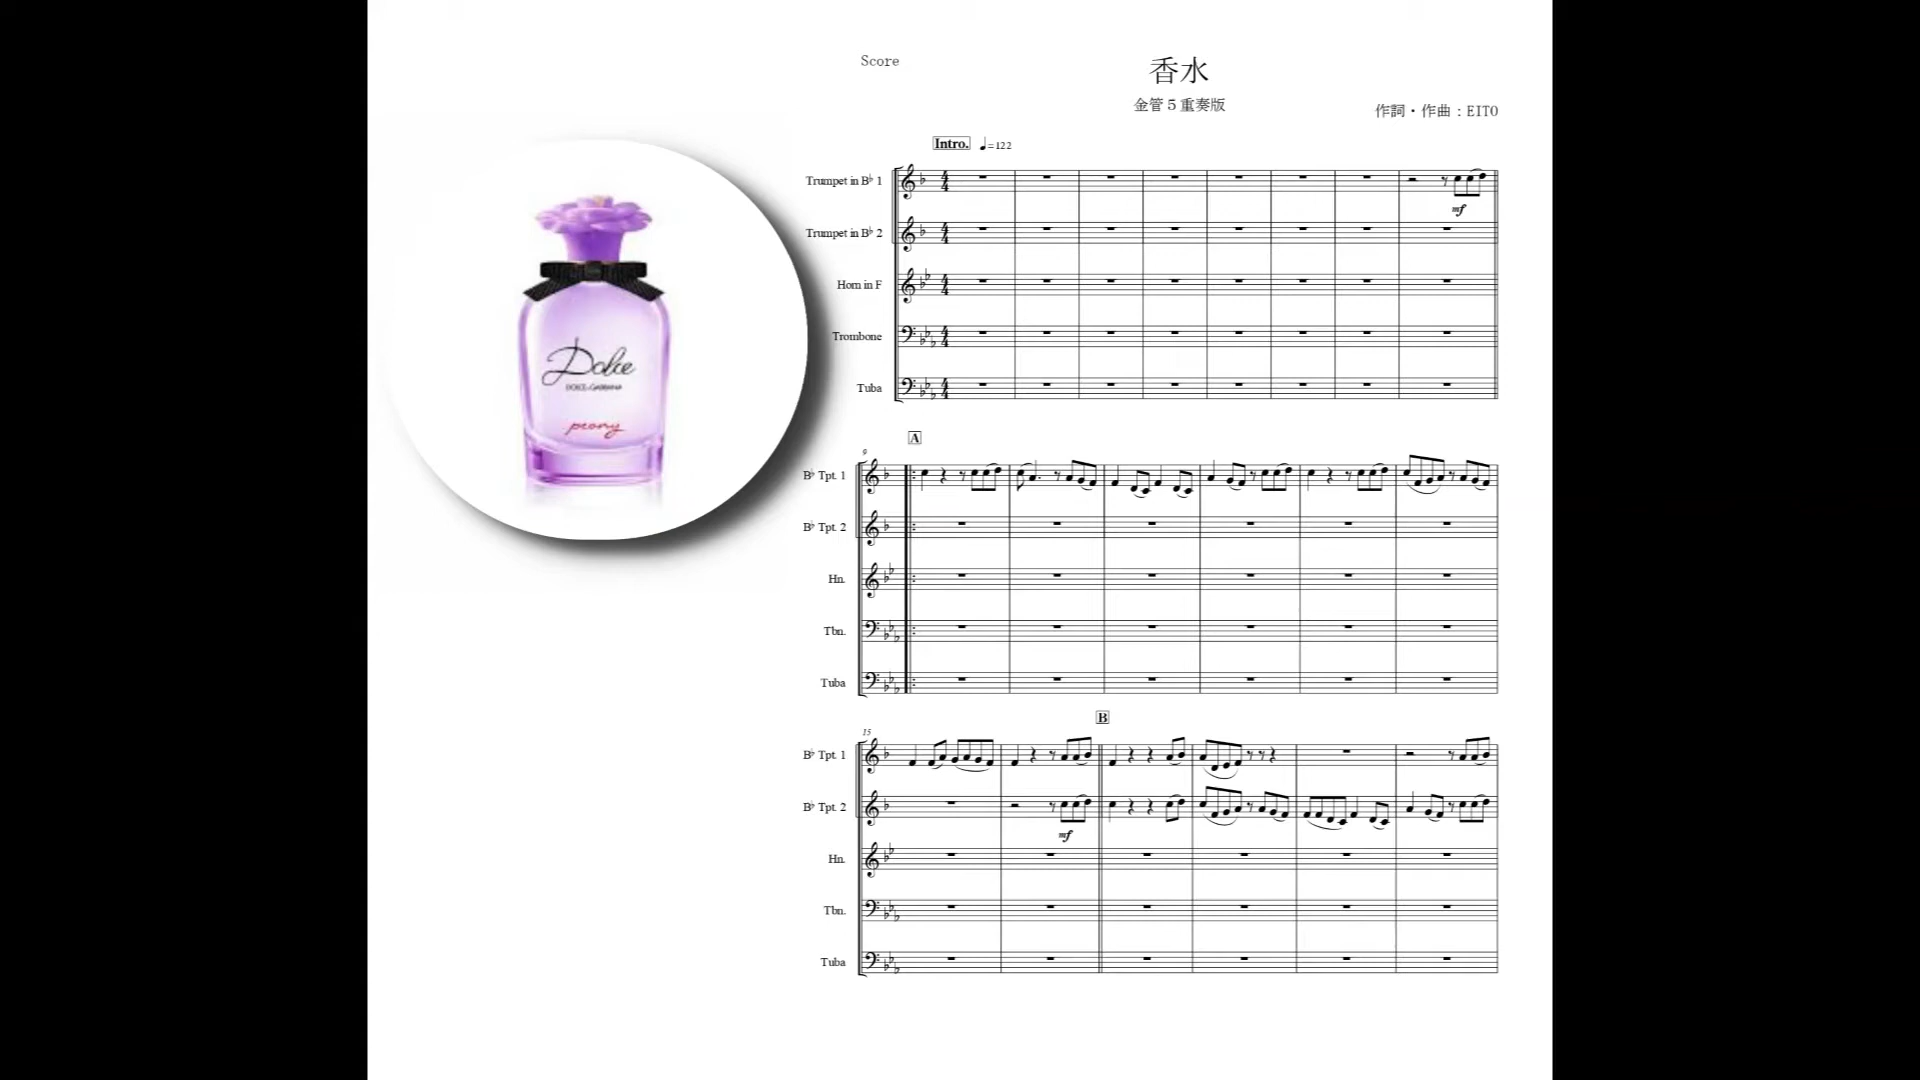 Score
香水
金管５重奏版
作詞・作曲：EITO
Intro. ♩=122
Trumpet in B♭ 1
mf
Trumpet in B♭ 2
Horn in F
Trombone
Tuba
Dolce
DOLCE&GABBANA
peony
A
9
B♭ Tpt. 1
B♭ Tpt. 2
Hn.
Tbn.
Tuba
B
15
B♭ Tpt. 1
B♭ Tpt. 2
mf
Hn.
Tbn.
Tuba